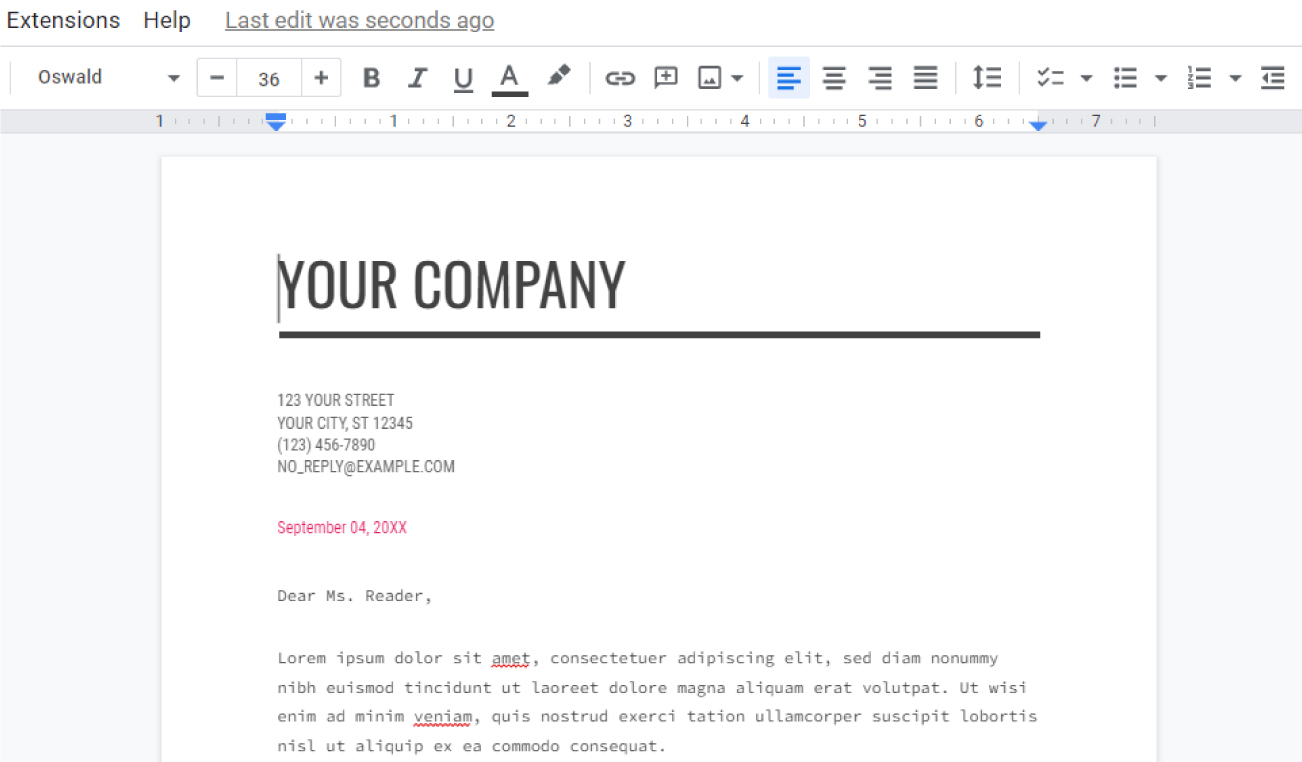 Extensions Help Last edit was seconds ago
Oswald 36 B I U A
1 1 2 3 4 5 6 7
YOUR COMPANY
123 YOUR STREET
YOUR CITY, ST 12345
(123) 456-7890
NO_REPLY@EXAMPLE.COM
September 04, 20XX
Dear Ms. Reader,
Lorem ipsum dolor sit amet, consectetuer adipiscing elit, sed diam nonummy
nibh euismod tincidunt ut laoreet dolore magna aliquam erat volutpat. Ut wisi
enim ad minim veniam, quis nostrud exerci tation ullamcorper suscipit lobortis
nisl ut aliquip ex ea commodo consequat.